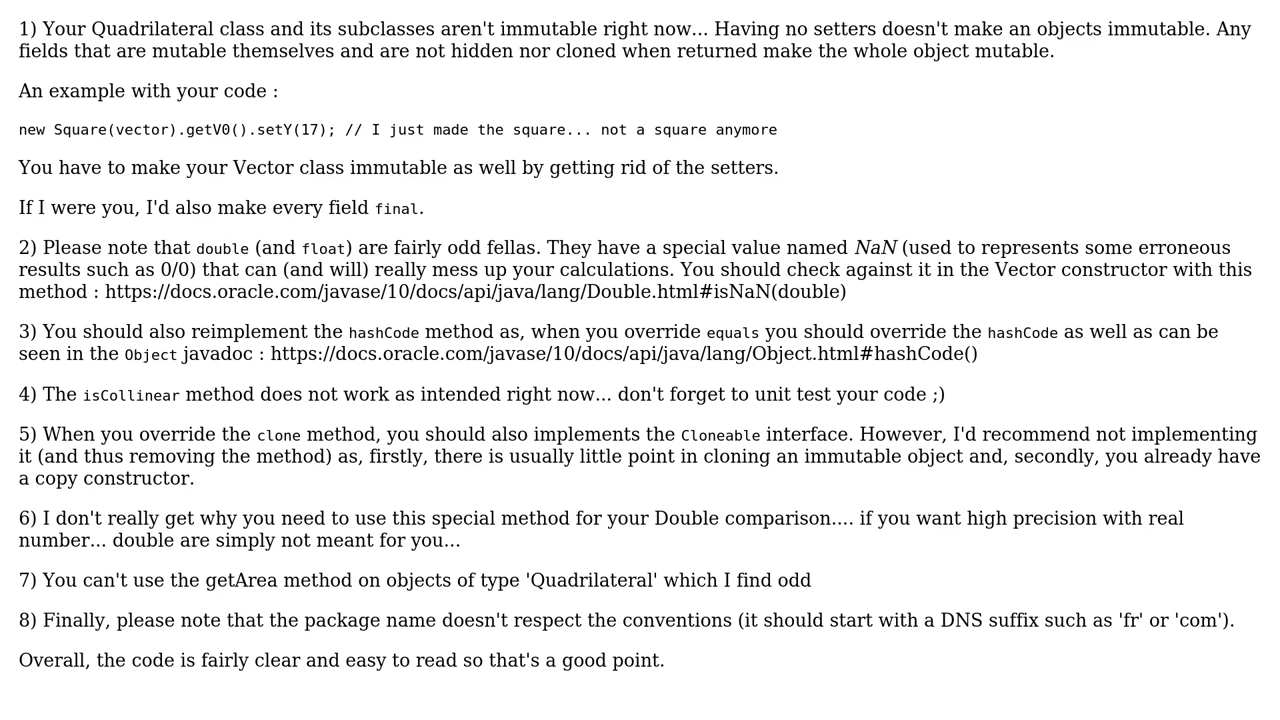 1) Your Quadrilateral class and its subclasses aren't immutable right now... Having no setters doesn't make an objects immutable. Any
fields that are mutable themselves and are not hidden nor cloned when returned make the whole object mutable.
An example with your code :
new Square(vector).getV0().setY(17); // I just made the square... not a square anymore
You have to make your Vector class immutable as well by getting rid of the setters.
If I were you, I'd also make every field final.
2) Please note that double (and float) are fairly odd fellas. They have a special value named NaN (used to represents some erroneous
results such as 0/0) that can (and will) really mess up your calculations. You should check against it in the Vector constructor with this
method : https://docs.oracle.com/javase/10/docs/api/java/lang/Double.html#isNaN(double)
3) You should also reimplement the hashCode method as, when you override equals you should override the hashCode as well as can be
seen in the Object javadoc : https://docs.oracle.com/javase/10/docs/api/java/lang/Object.html#hashCode()
4) The isCollinear method does not work as intended right now... don't forget to unit test your code ;)
5) When you override the clone method, you should also implements the Cloneable interface. However, I'd recommend not implementing
it (and thus removing the method) as, firstly, there is usually little point in cloning an immutable object and, secondly, you already have
a copy constructor.
6) I don't really get why you need to use this special method for your Double comparison.... if you want high precision with real
number... double are simply not meant for you...
7) You can't use the getArea method on objects of type 'Quadrilateral' which I find odd
8) Finally, please note that the package name doesn't respect the conventions (it should start with a DNS suffix such as 'fr' or 'com').
Overall, the code is fairly clear and easy to read so that's a good point.